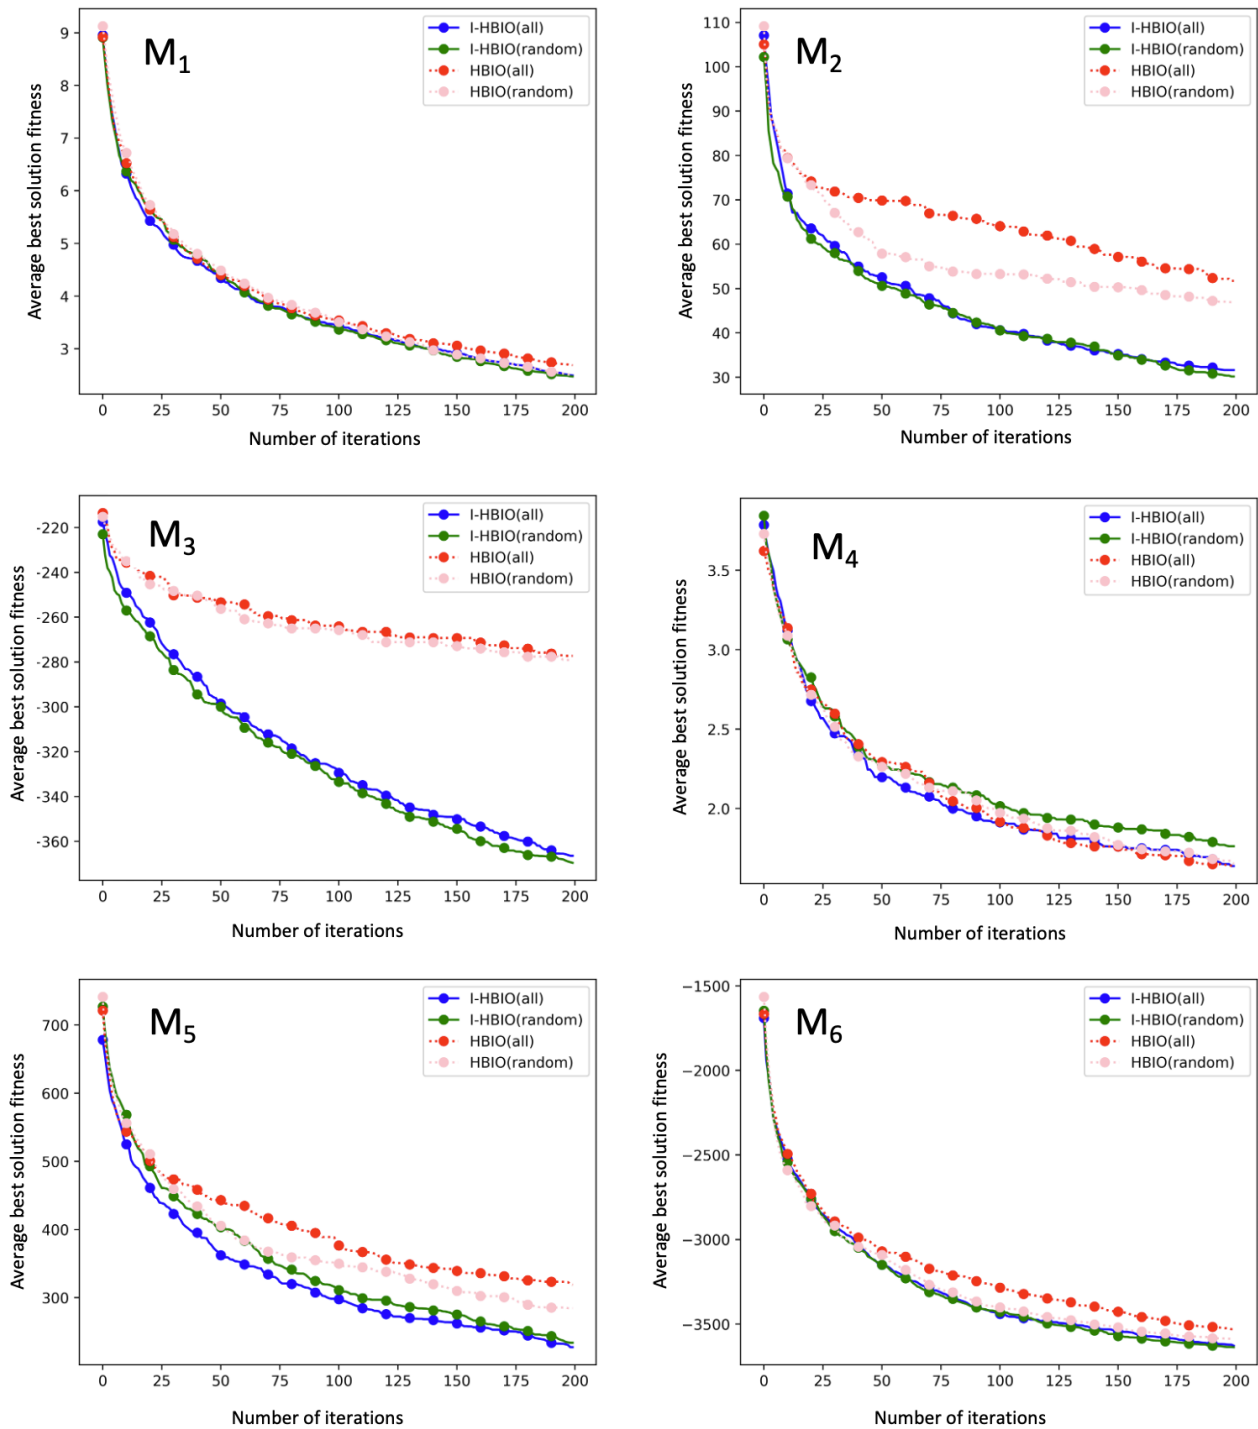 M1
I-HBIO(all)
I-HBIO(random)
HBIO(all)
HBIO(random)
Average best solution fitness
9
8
7
6
5
4
3
0 25 50 75 100 125 150 175 200
Number of iterations
M2
I-HBIO(all)
I-HBIO(random)
HBIO(all)
HBIO(random)
Average best solution fitness
110
100
90
80
70
60
50
40
30
0 25 50 75 100 125 150 175 200
Number of iterations
M3
I-HBIO(all)
I-HBIO(random)
HBIO(all)
HBIO(random)
Average best solution fitness
-220
-240
-260
-280
-300
-320
-340
-360
0 25 50 75 100 125 150 175 200
Number of iterations
M4
I-HBIO(all)
I-HBIO(random)
HBIO(all)
HBIO(random)
Average best solution fitness
3.5
3.0
2.5
2.0
0 25 50 75 100 125 150 175 200
Number of iterations
M5
I-HBIO(all)
I-HBIO(random)
HBIO(all)
HBIO(random)
Average best solution fitness
700
600
500
400
300
0 25 50 75 100 125 150 175 200
Number of iterations
M6
I-HBIO(all)
I-HBIO(random)
HBIO(all)
HBIO(random)
Average best solution fitness
−1500
−2000
−2500
−3000
−3500
0 25 50 75 100 125 150 175 200
Number of iterations